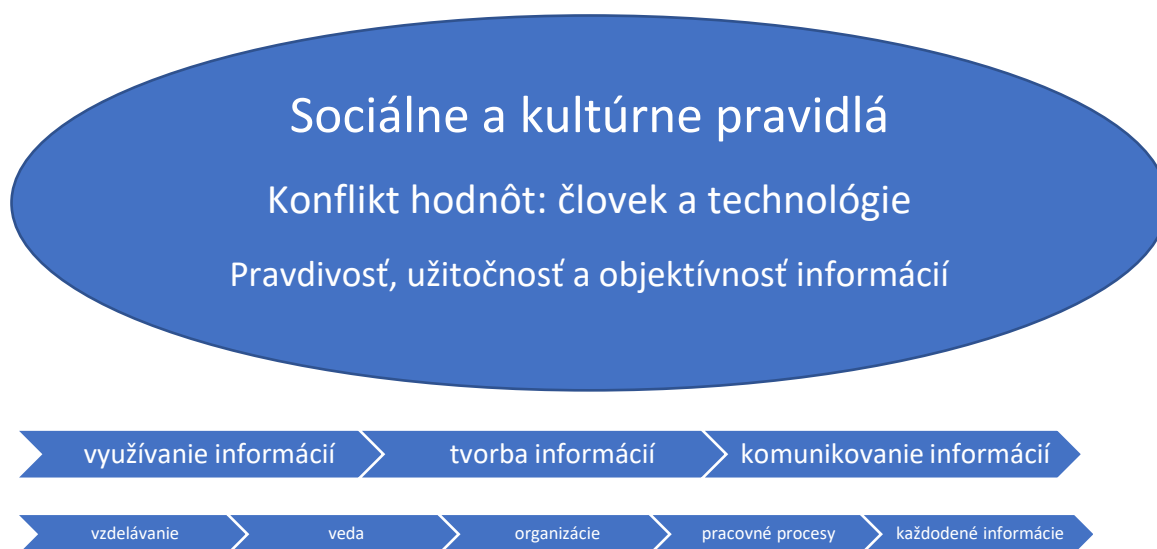 Sociálne a kultúrne pravidlá
Konflikt hodnôt: človek a technológie
Pravdivosť, užitočnosť a objektívnosť informácií
využívanie informácií
tvorba informácií
komunikovanie informácií
vzdelávanie
veda
organizácie
pracovné procesy
každodené informácie